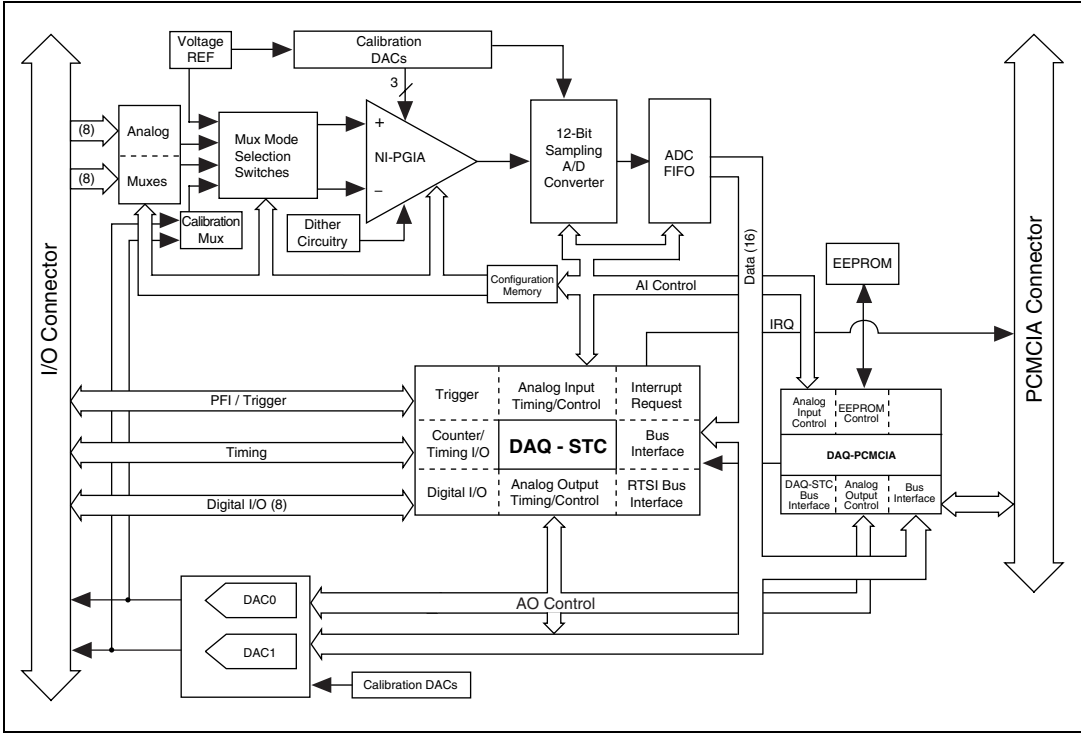 Voltage
REF
Calibration
DACs
3
(8)
(8)
Analog
Muxes
Mux Mode
Selection
Switches
+
NI-PGIA
−
12-Bit
Sampling
A/D
Converter
ADC
FIFO
Calibration
Mux
Dither
Circuitry
Configuration
Memory
AI Control
Data (16)
EEPROM
IRQ
I/O Connector
PCMCIA Connector
PFI / Trigger
Timing
Digital I/O (8)
Trigger
Analog Input
Timing/Control
Interrupt
Request
Counter/
Timing I/O
DAQ - STC
Bus
Interface
Digital I/O
Analog Output
Timing/Control
RTSI Bus
Interface
Analog
Input
Control
EEPROM
Control
DAQ-PCMCIA
DAQ-STC
Bus
Interface
Analog
Output
Control
Bus
Interface
DAC0
AO Control
DAC1
Calibration DACs